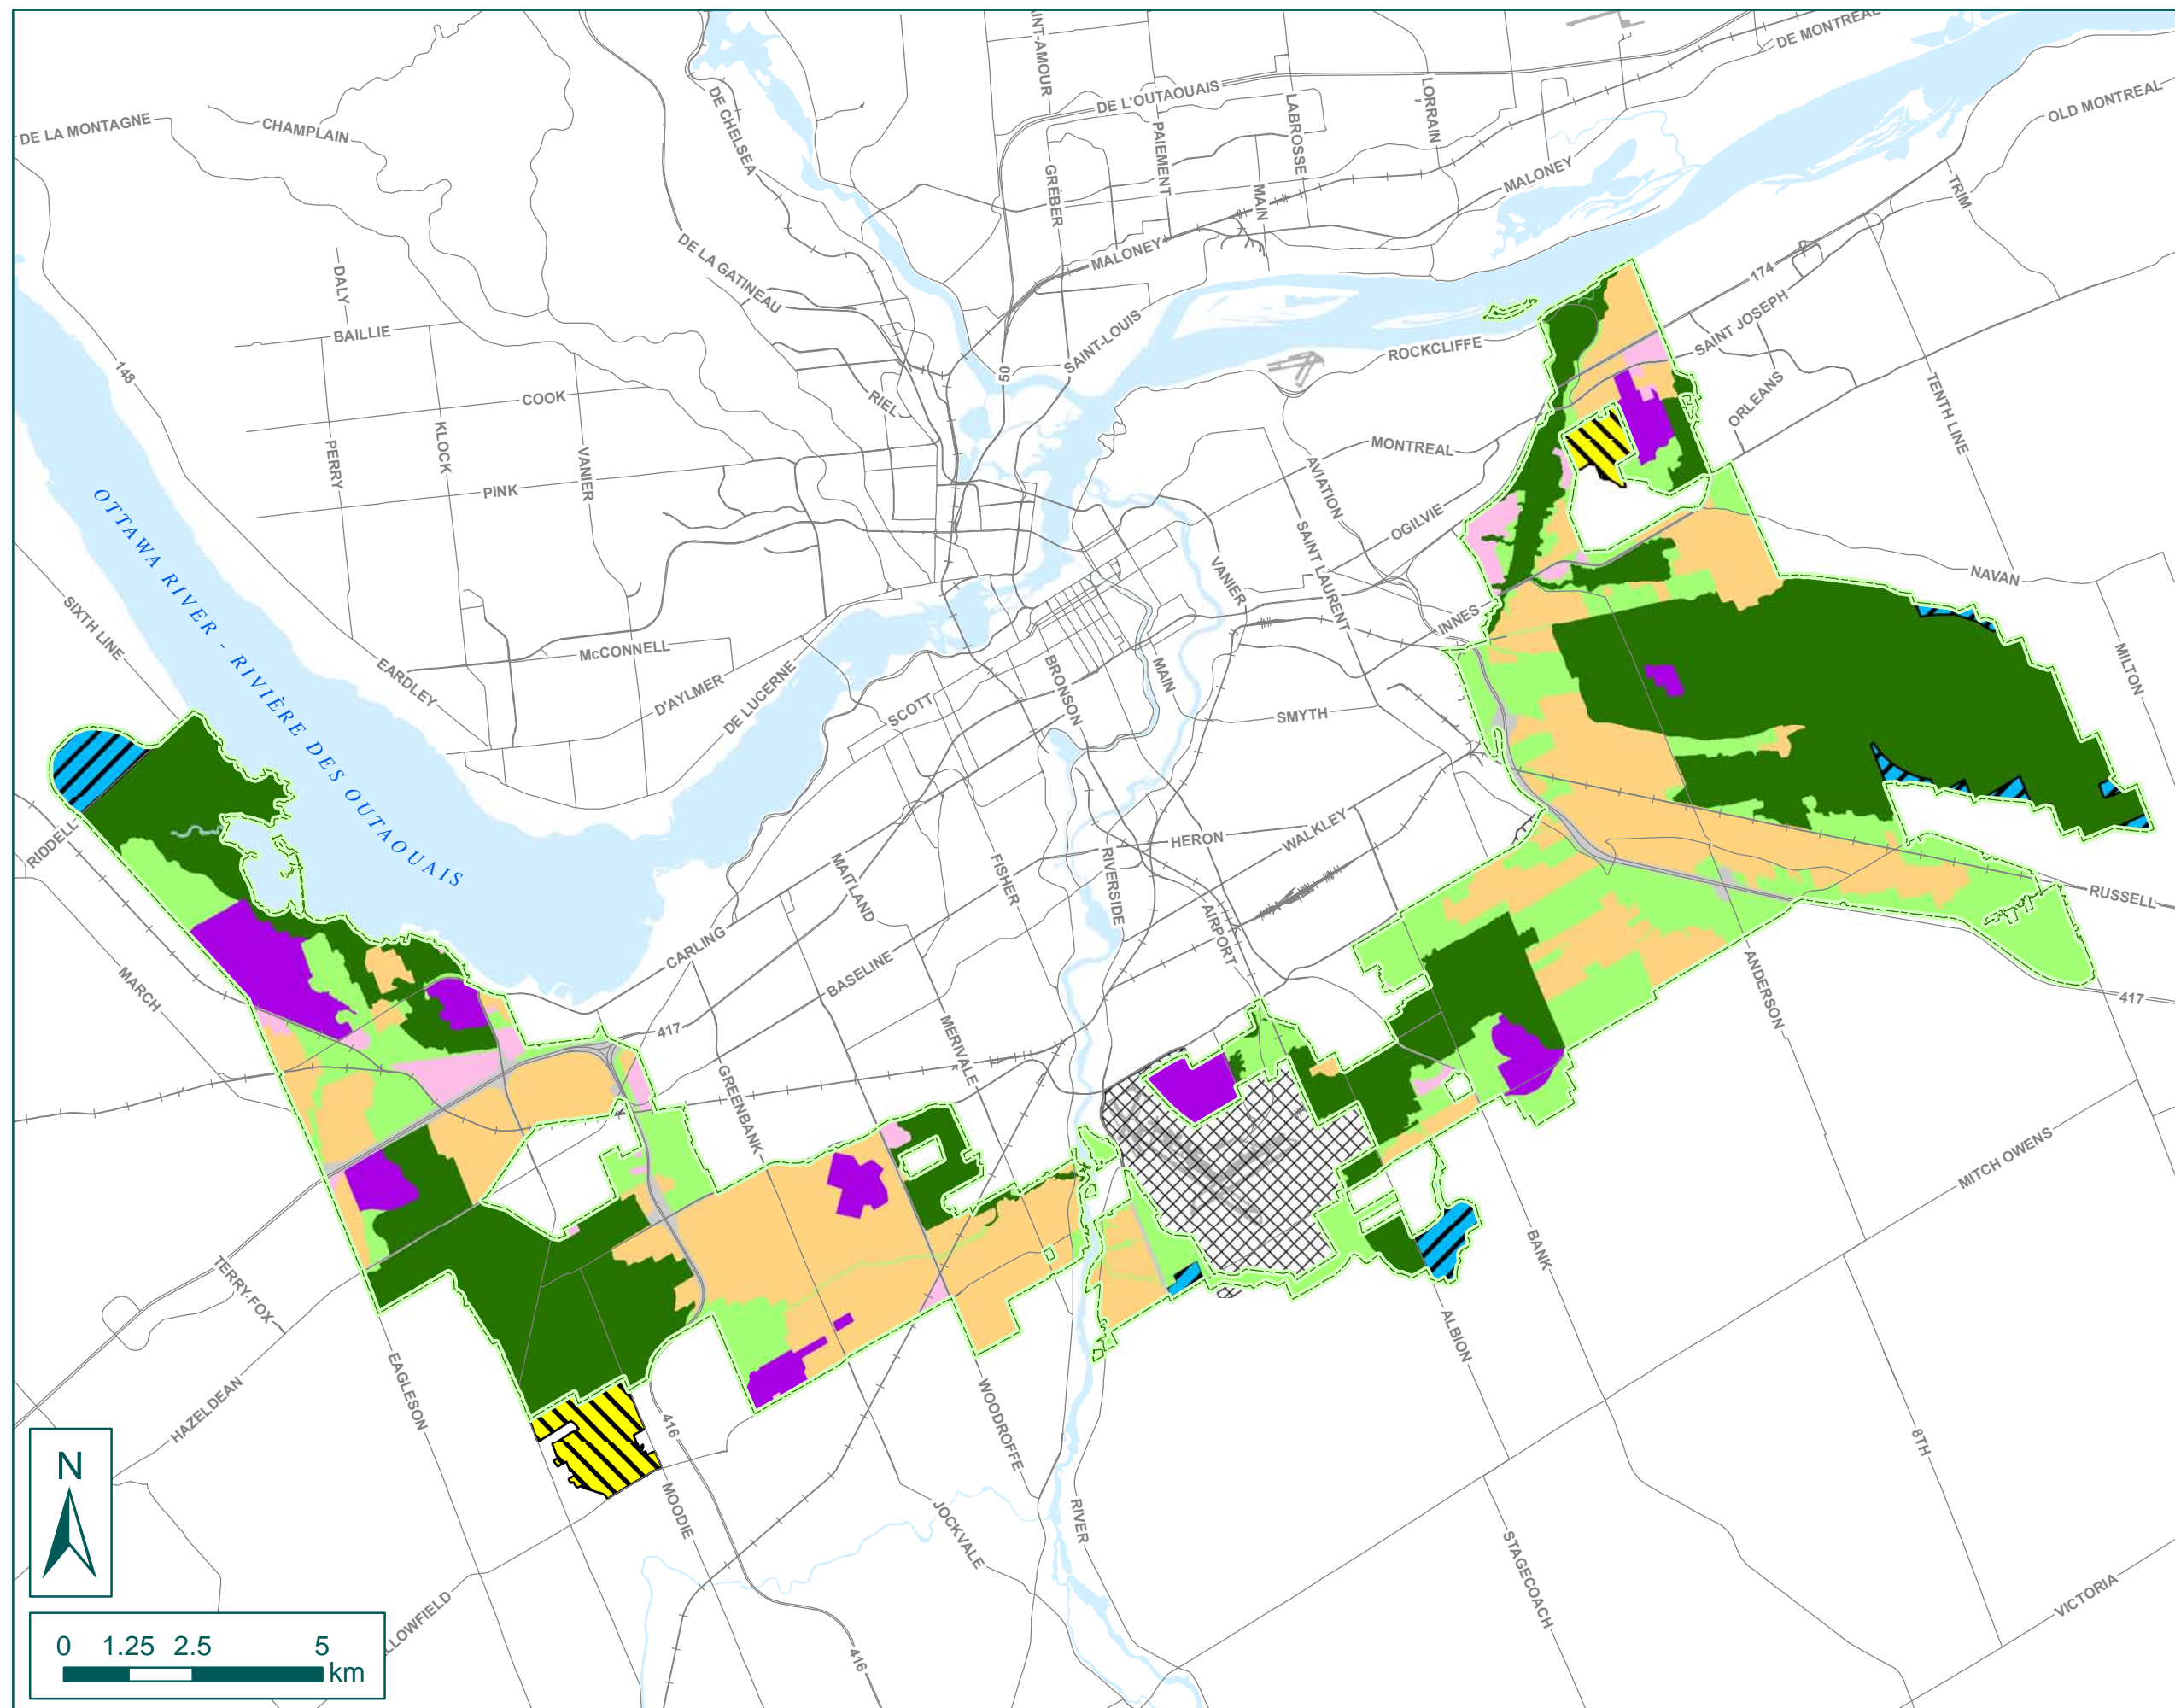 DE MONTRÉAL
OLD MONTREAL
DE L'OUTAOUAIS
DE CHELSEA
LORRAIN
LABROSSE
PAIEMENT
DE LA MONTAGNE
CHAMPLAIN
MALONEY
GRÉBER
MAIN
TRIM
DE LA GATINEAU
MALONEY
174
DALY
BAILLIE
SAINT-LOUIS
SAINT JOSEPH
ROCKCLIFFE
148
50
COOK
RIEL
ORLEANS
TENTH LINE
KLOCK
PERRY
VANIER
PINK
MONTREAL
AVIATION
OGILVIE
SAINT LAURENT
VANIER
NAVAN
OTTAWA RIVER - RIVIÈRE DES OUTAOUAIS
SIXTH LINE
McCONNELL
INNES
EARDLEY
D'AYLMER
DE LUCERNE
BRONSON
MAIN
MILTON
SCOTT
SMYTH
RIDDELL
HERON
WALKLEY
MAITLAND
FISHER
RIVERSIDE
AIRPORT
RUSSELL
CARLING
BASELINE
MARCH
ANDERSON
417
417
MERIVALE
GREENBANK
MITCH OWENS
TERRY FOX
BANK
ALBION
EAGLESON
HAZELDEAN
WOODROFFE
416
8TH
N
MOODIE
JOCKVALE
RIVER
STAGECOACH
VICTORIA
416
0 1.25 2.5 5
km